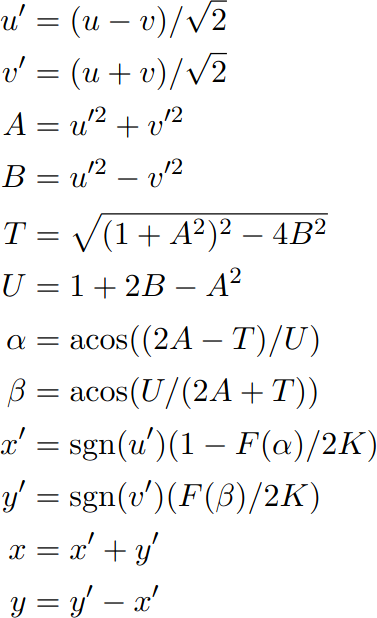 u′ = (u − v)/√2
v′ = (u + v)/√2
A = u′² + v′²
B = u′² − v′²
T = √((1 + A²)² − 4B²)
U = 1 + 2B − A²
α = acos((2A − T)/U)
β = acos(U/(2A + T))
x′ = sgn(u′)(1 − F(α)/2K)
y′ = sgn(v′)(F(β)/2K)
x = x′ + y′
y = y′ − x′